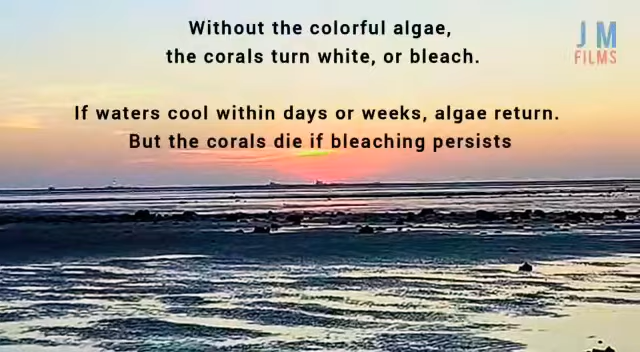 Without the colorful algae,
the corals turn white, or bleach.
If waters cool within days or weeks, algae return.
But the corals die if bleaching persists
J M
FILMS